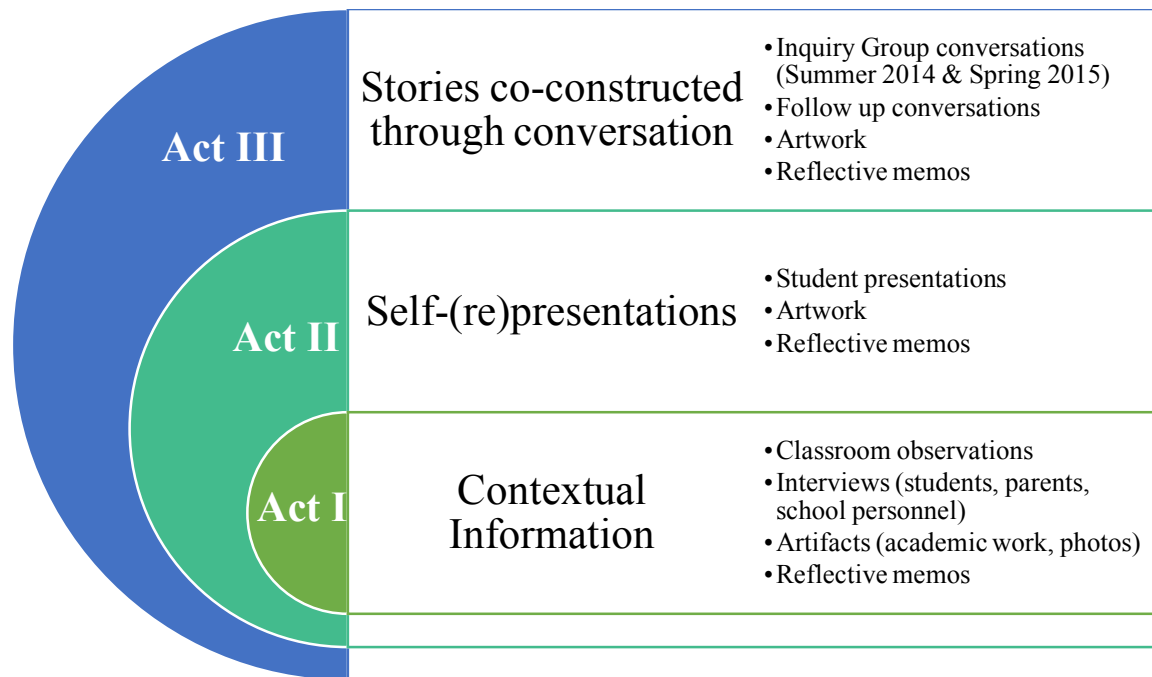 Act III
Stories co-constructed
through conversation
•Inquiry Group conversations
(Summer 2014 & Spring 2015)
•Follow up conversations
•Artwork
•Reflective memos
Act II
Self-(re)presentations
•Student presentations
•Artwork
•Reflective memos
Act I
Contextual
Information
•Classroom observations
•Interviews (students, parents,
school personnel)
•Artifacts (academic work, photos)
•Reflective memos